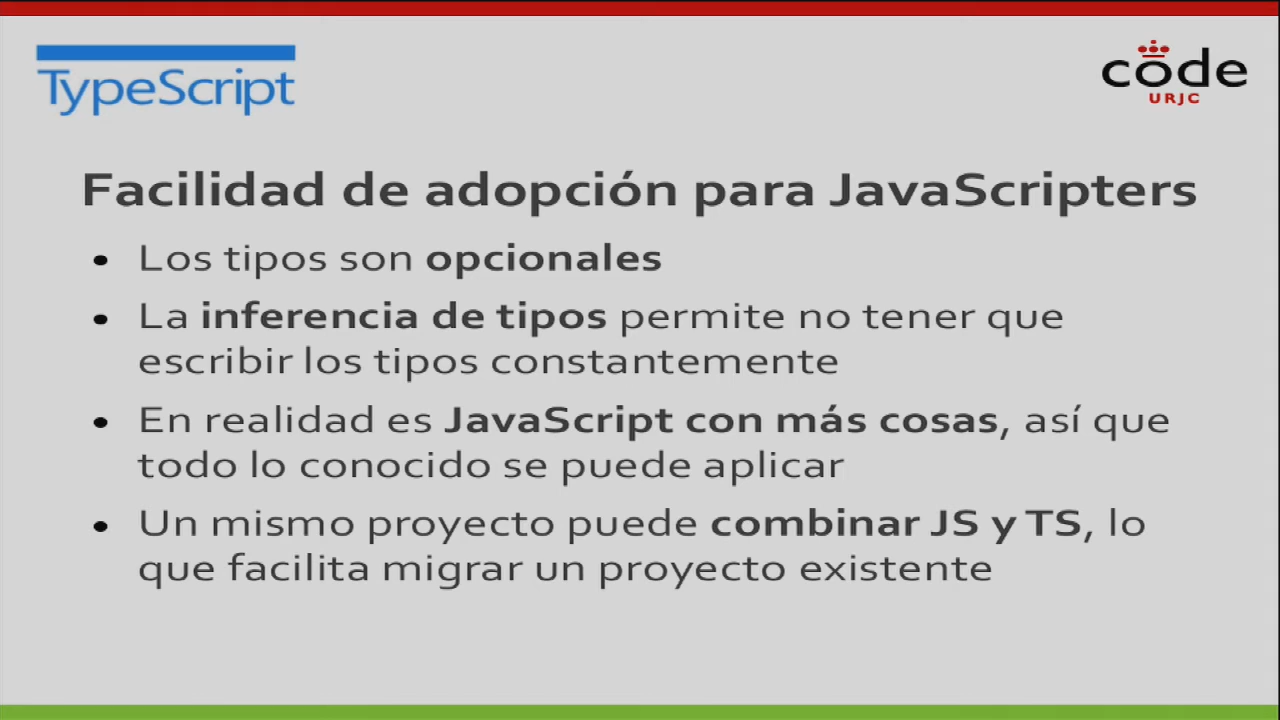 TypeScript
code
URJC
Facilidad de adopción para JavaScripters
• Los tipos son opcionales
• La inferencia de tipos permite no tener que
escribir los tipos constantemente
• En realidad es JavaScript con más cosas, así que
todo lo conocido se puede aplicar
• Un mismo proyecto puede combinar JS y TS, lo
que facilita migrar un proyecto existente